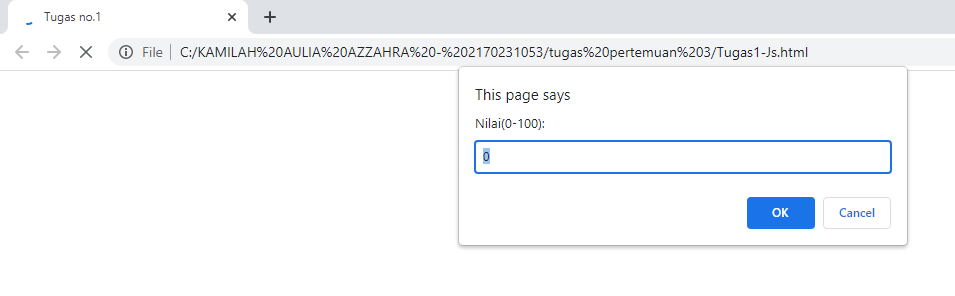 Tugas no.1
File C:/KAMILAH%20AULIA%20AZZAHRA%20-%202170231053/tugas%20pertemuan%203/Tugas1-Js.html
This page says
Nilai(0-100):
0
OK Cancel